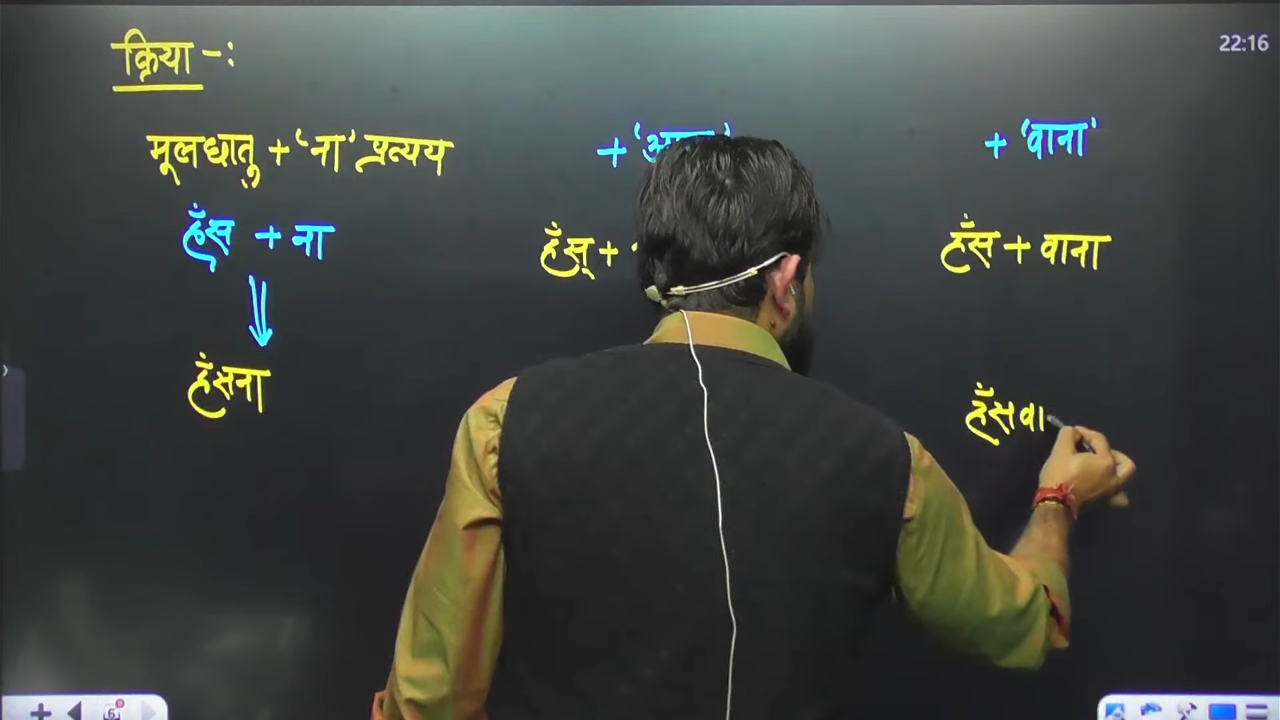 क्रिया -:
22:16
मूलधातु + 'ना' प्रत्यय
+ 'वाना'
हँस + ना
हँस् +
हँस + वाना
हँसना
हँसवा